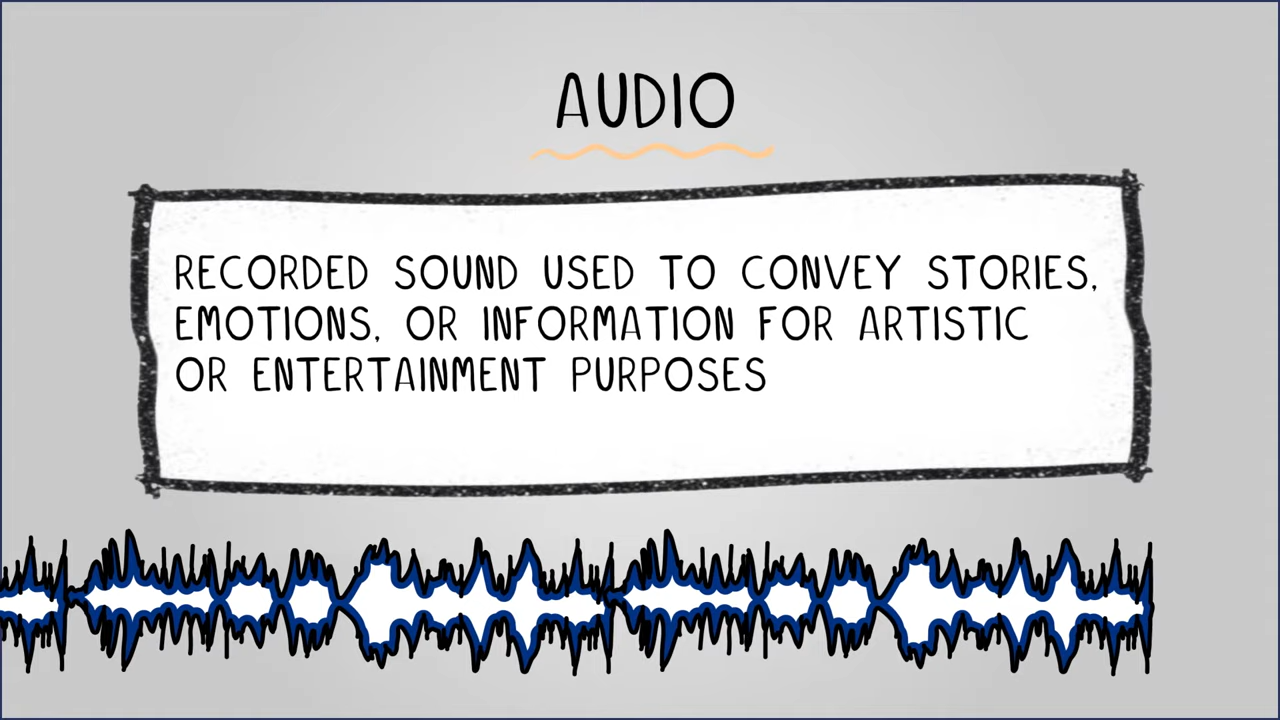 AUDIO
RECORDED SOUND USED TO CONVEY STORIES,
EMOTIONS, OR INFORMATION FOR ARTISTIC
OR ENTERTAINMENT PURPOSES